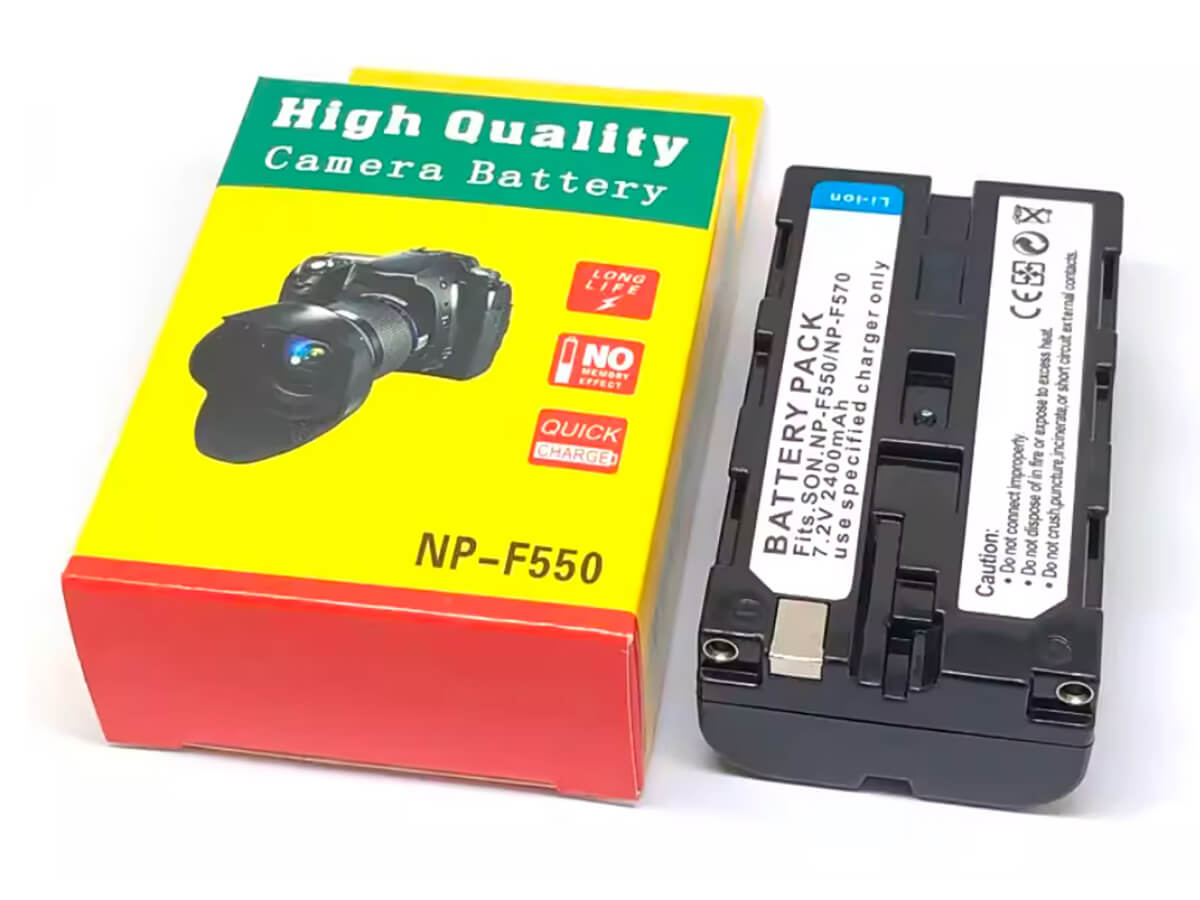 High Quality
Camera Battery
LONG
LIFE
NO
MEMORY
EFFECT
QUICK
CHARGE
NP-F550
Li-ion
BATTERY PACK
Fits.SON.NP-F550/NP-F570
7.2V 2400mAh
use specified charger only
CE
Caution:
• Do not connect improperly.
• Do not dispose of in fire or expose to excess heat.
• Do not crush,puncture,incinerate,or short circuit external contacts.